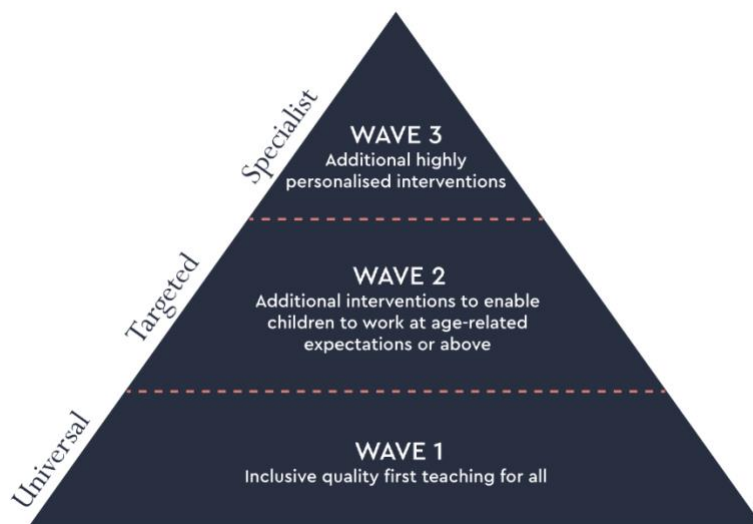 Specialist
WAVE 3
Additional highly
personalised interventions
Targeted
WAVE 2
Additional interventions to enable
children to work at age-related
expectations or above
Universal
WAVE 1
Inclusive quality first teaching for all